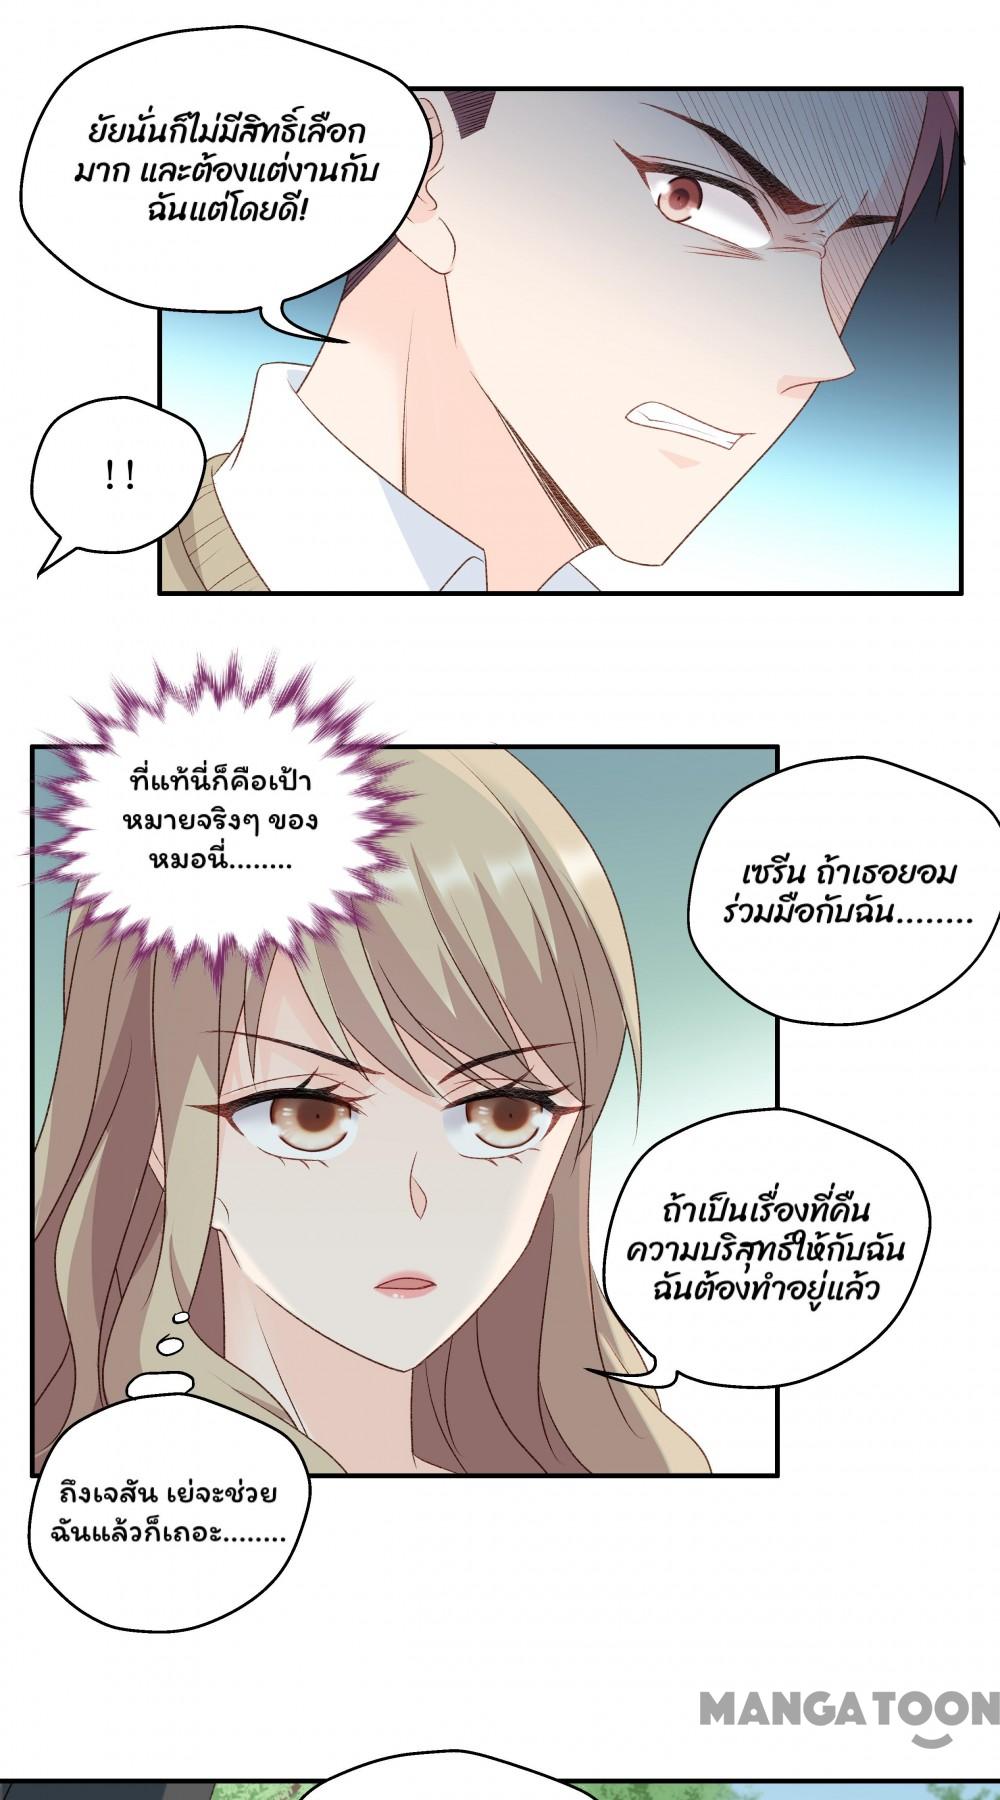 ยัยนั่นก็ไม่มีสิทธิ์เลือก
มาก และต้องแต่งานกับ
ฉันแต่โดยดี!
!!
ที่แท้นี่ก็คือเป้า
หมายจริงๆ ของ
หมอนี่........
เซรีน ถ้าเธอยอม
ร่วมมือกับฉัน........
ถ้าเป็นเรื่องที่คืน
ความบริสุทธิ์ให้กับฉัน
ฉันต้องทำอยู่แล้ว
ถึงเจสัน เย่จะช่วย
ฉันแล้วก็เถอะ........
MANGATOON